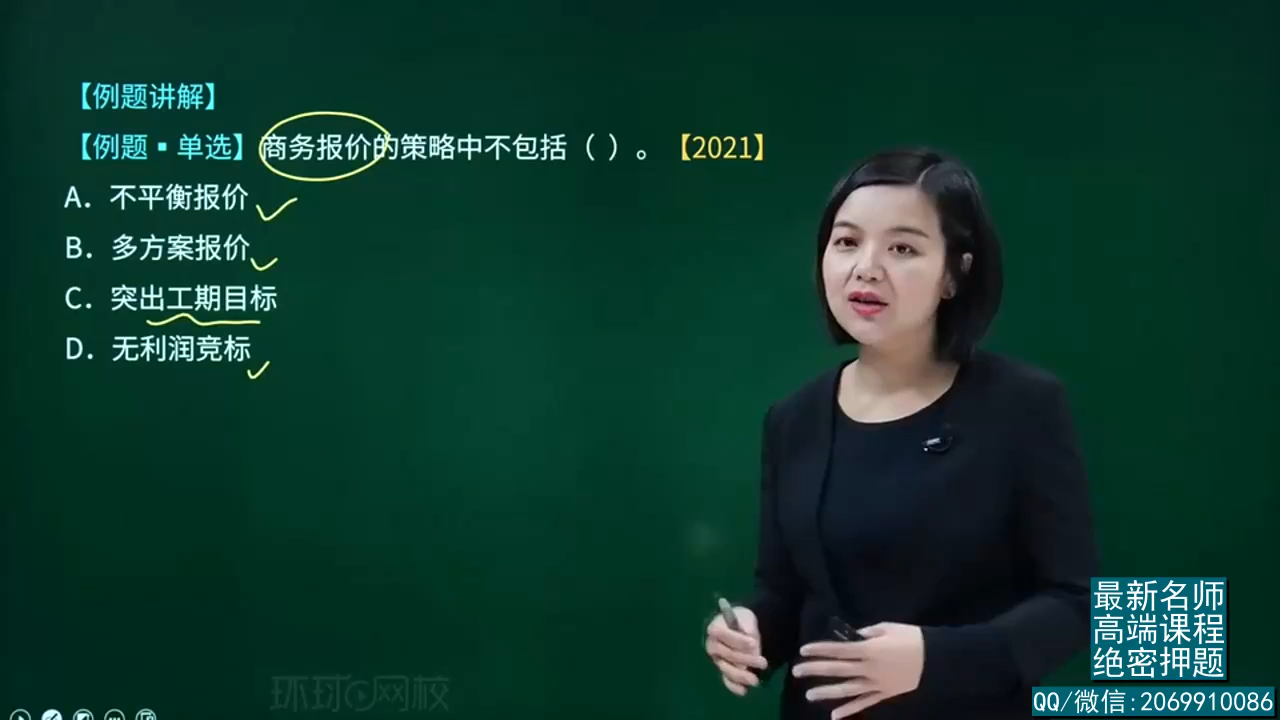 【例题讲解】
【例题▪单选】商务报价的策略中不包括（ ）。【2021】
A．不平衡报价
B．多方案报价
C．突出工期目标
D．无利润竞标
环球网校
最新名师
高端课程
绝密押题
QQ/微信:2069910086